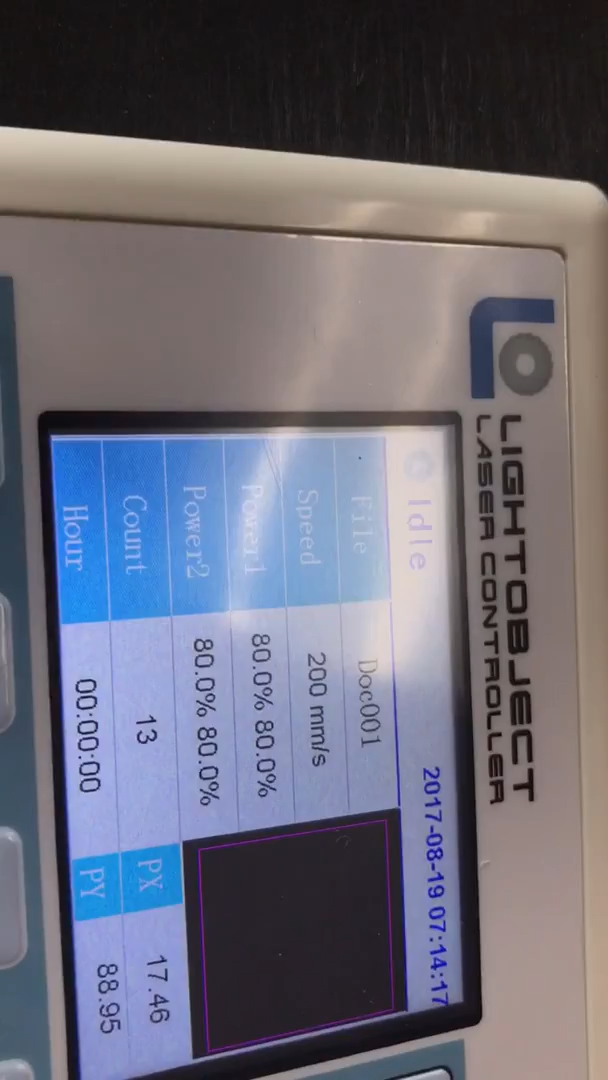 LIGHTOBJECT
LASER CONTROLLER
Idle 2017-08-19 07:14:17
File Doc001
Speed 200 mm/s
Power1 80.0% 80.0%
Power2 80.0% 80.0%
Count 13 PX 17.46
Hour 00:00:00 PY 88.95